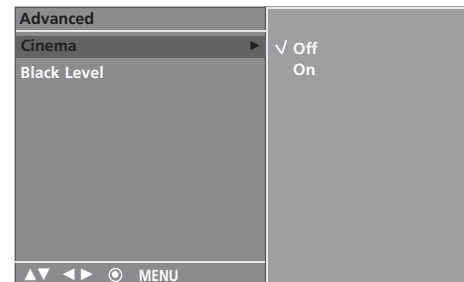 Advanced
Cinema ►
Black Level
√ Off
On
▲▼ ◄► ⊙ MENU